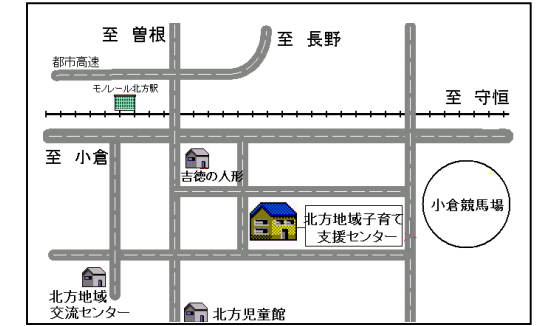 至 曽根
至 長野
都市高速
モノレール北方駅
至 守恒
至 小倉
吉徳の人形
小倉競馬場
北方地域子育て
支援センター
北方地域
交流センター
北方児童館